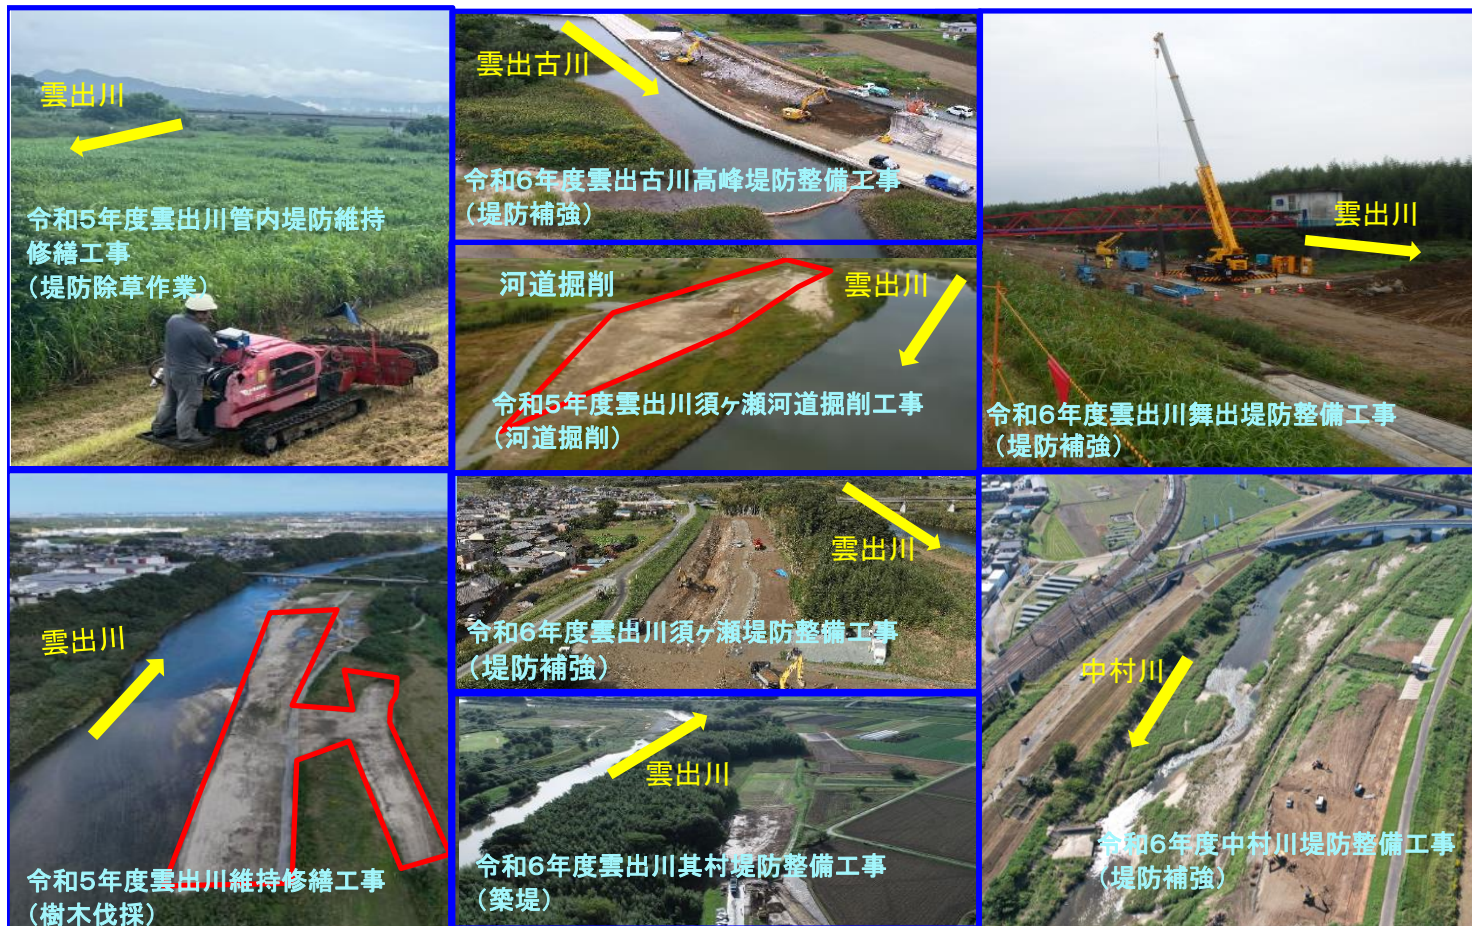 雲出川
令和5年度雲出川管内堤防維持
修繕工事
(堤防除草作業)
雲出古川
令和6年度雲出古川高峰堤防整備工事
(堤防補強)
河道掘削
雲出川
令和5年度雲出川須ヶ瀬河道掘削工事
(河道掘削)
雲出川
令和6年度雲出川舞出堤防整備工事
(堤防補強)
雲出川
令和5年度雲出川維持修繕工事
(樹木伐採)
雲出川
令和6年度雲出川須ヶ瀬堤防整備工事
(堤防補強)
雲出川
令和6年度雲出川其村堤防整備工事
(築堤)
中村川
令和6年度中村川堤防整備工事
(堤防補強)